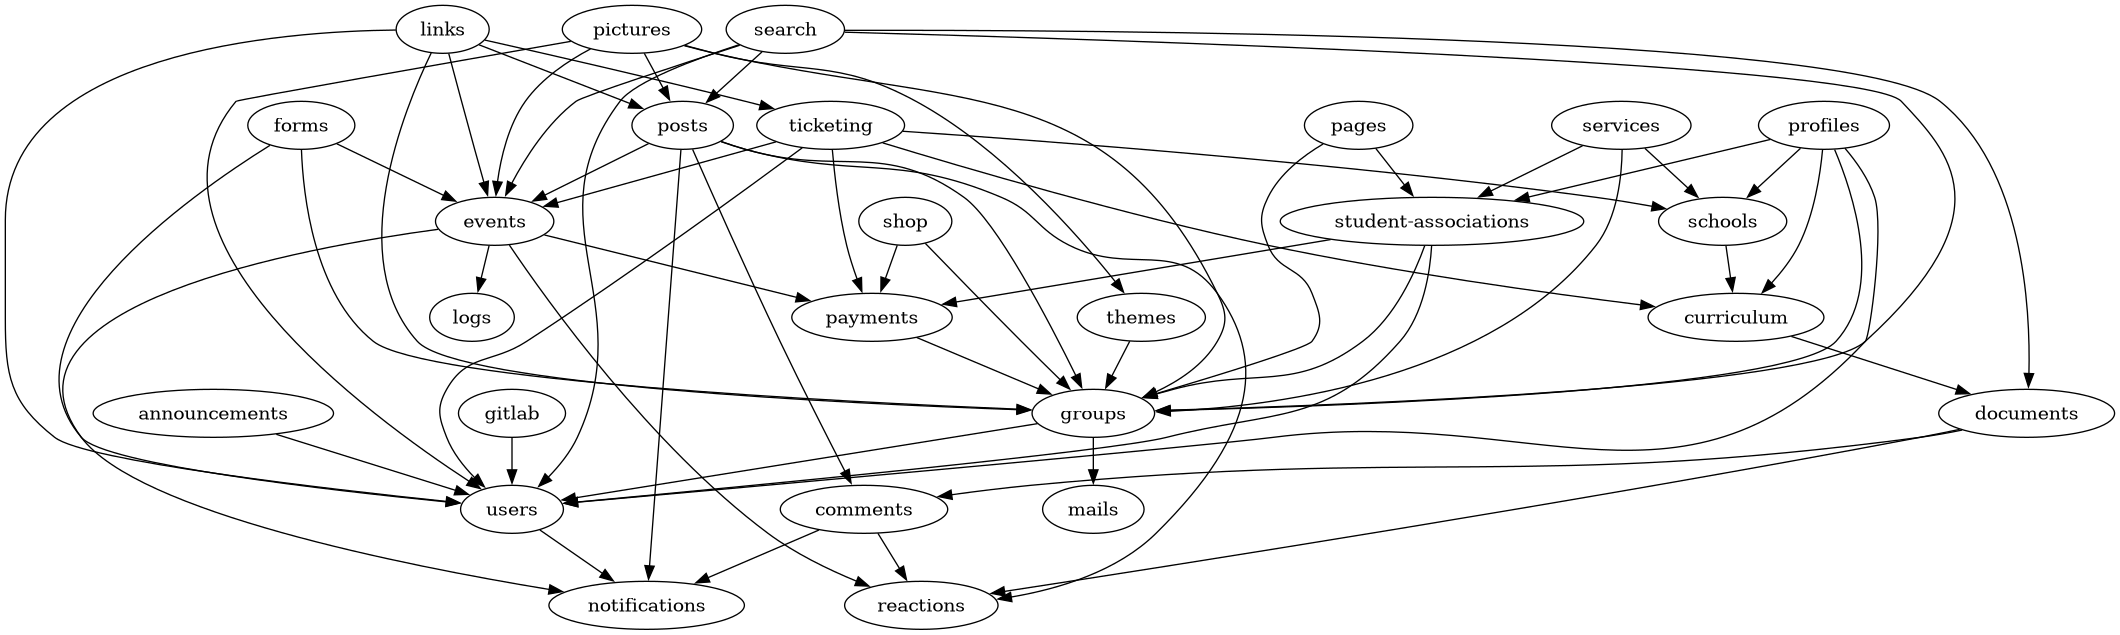 links
pictures
search
forms
posts
ticketing
pages
services
profiles
events
shop
student-associations
schools
logs
payments
themes
curriculum
announcements
gitlab
groups
documents
users
comments
mails
notifications
reactions